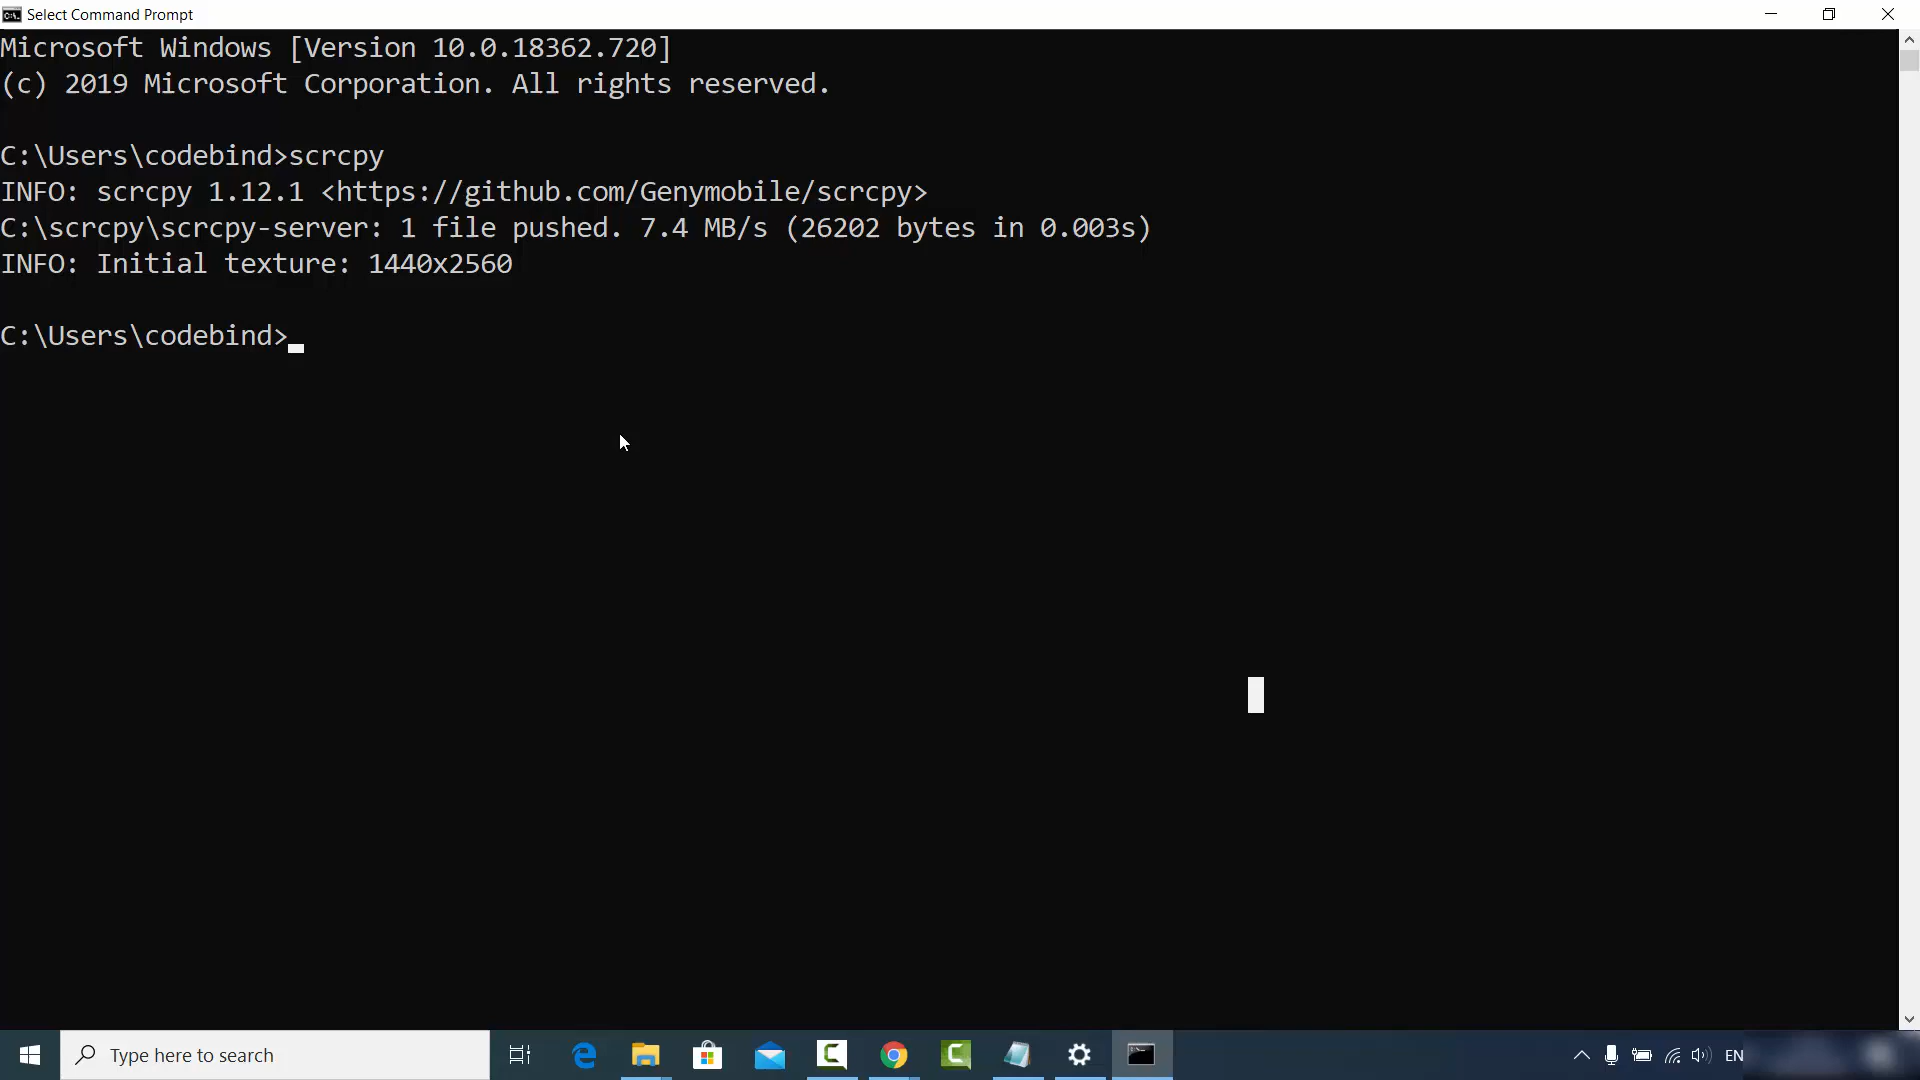 Select Command Prompt
Microsoft Windows [Version 10.0.18362.720]
(c) 2019 Microsoft Corporation. All rights reserved.
C:\Users\codebind>scrcpy
INFO: scrcpy 1.12.1 <https://github.com/Genymobile/scrcpy>
C:\scrcpy\scrcpy-server: 1 file pushed. 7.4 MB/s (26202 bytes in 0.003s)
INFO: Initial texture: 1440x2560
C:\Users\codebind>
Type here to search
EN